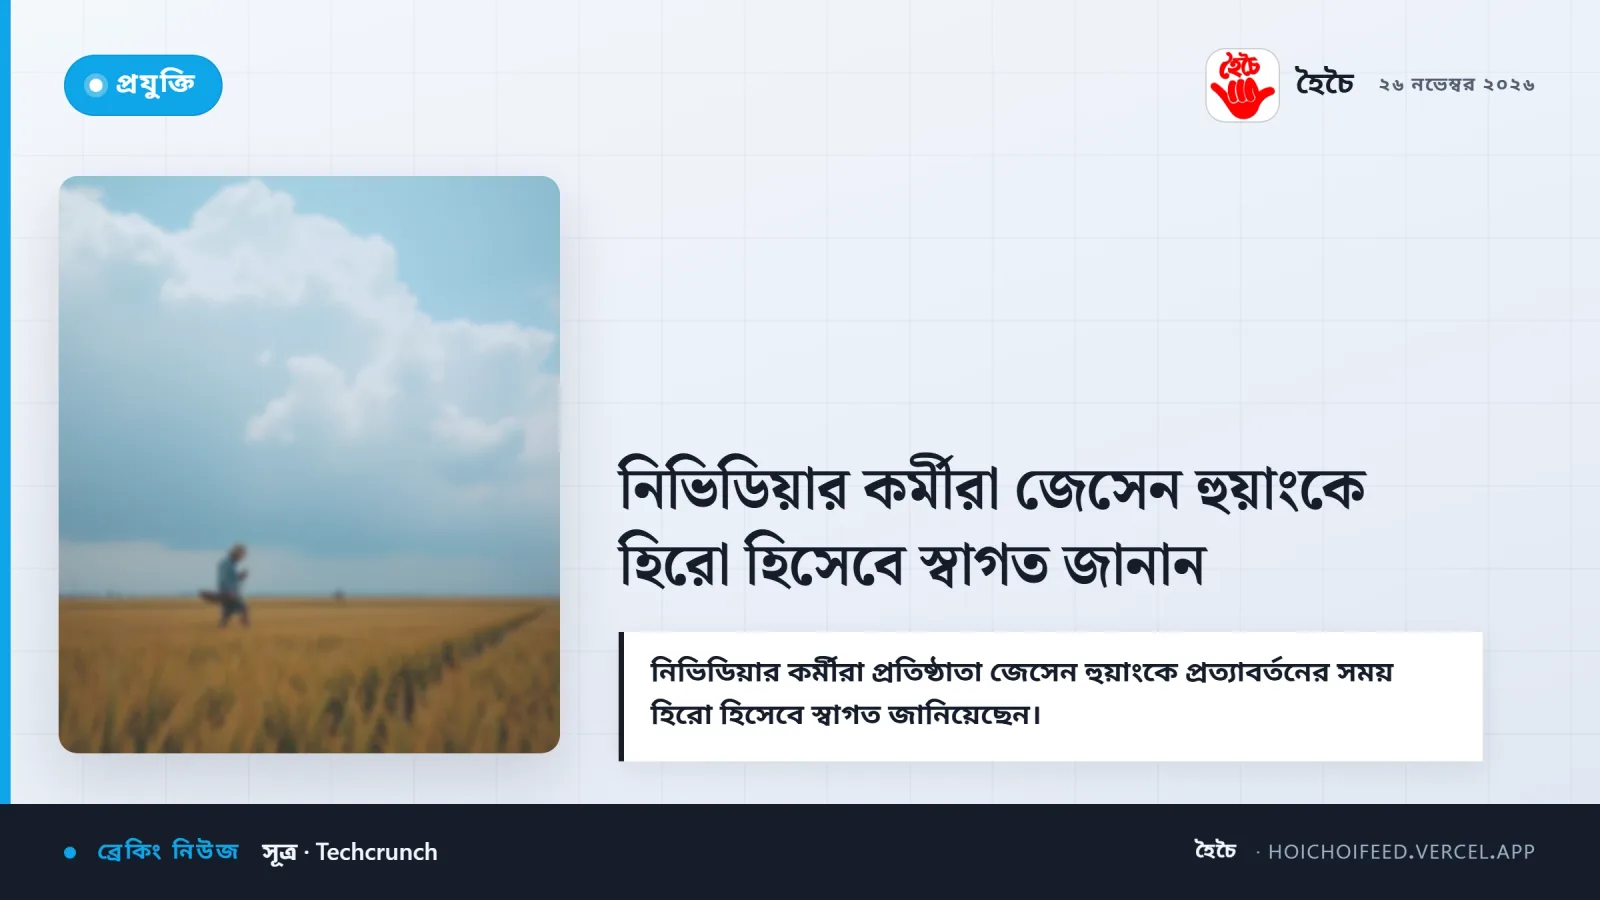 প্রযুক্তি
হৈচৈ
হৈচৈ ২৬ নভেম্বর ২০২৬
নিভিডিয়ার কর্মীরা জেসেন হুয়াংকে
হিরো হিসেবে স্বাগত জানান
নিভিডিয়ার কর্মীরা প্রতিষ্ঠাতা জেসেন হুয়াংকে প্রত্যাবর্তনের সময়
হিরো হিসেবে স্বাগত জানিয়েছেন।
ব্রেকিং নিউজ সূত্র · Techcrunch
হৈচৈ · HOICHOIFEED.VERCEL.APP